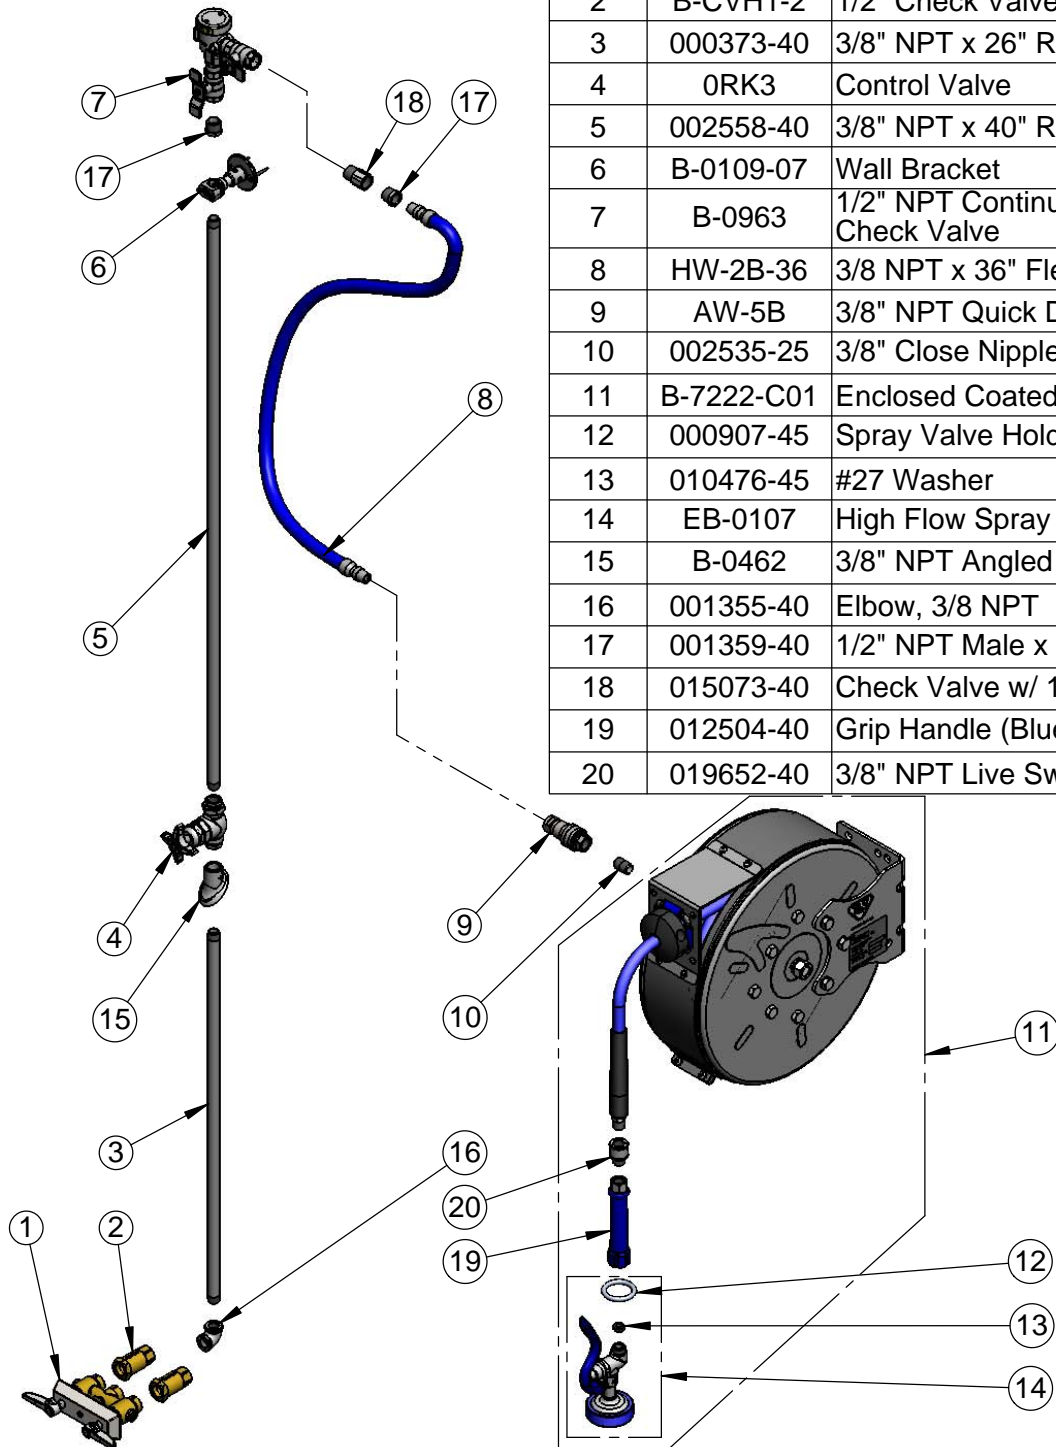 2 B-CVH1-2 1/2" Check Valve
3 000373-40 3/8" NPT x 26" R
4 0RK3 Control Valve
5 002558-40 3/8" NPT x 40" R
6 B-0109-07 Wall Bracket
7 B-0963 1/2" NPT Continu
Check Valve
8 HW-2B-36 3/8 NPT x 36" Fle
9 AW-5B 3/8" NPT Quick D
10 002535-25 3/8" Close Nipple
11 B-7222-C01 Enclosed Coated
12 000907-45 Spray Valve Hold
13 010476-45 #27 Washer
14 EB-0107 High Flow Spray
15 B-0462 3/8" NPT Angled
16 001355-40 Elbow, 3/8 NPT
17 001359-40 1/2" NPT Male x
18 015073-40 Check Valve w/ 1
19 012504-40 Grip Handle (Blue
20 019652-40 3/8" NPT Live Sw
7
18
17
17
6
8
5
4
9
15
10
11
3
16
20
1
2
19
12
13
14